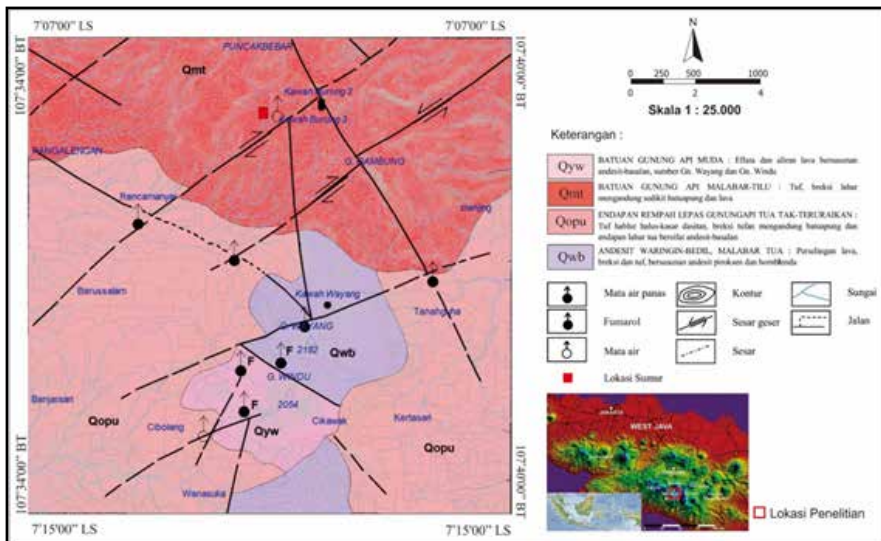 7°07'00" LS
7°07'00" LS
107°34'00" BT
107°40'00" BT
PUNCAKBESAR
Qmt
Kawah Burung 2
Kawah Burung 3
G. GAMBUNG
PANGALENGAN
Rancamanyar
Barussalam
Kawah Wayang
G. WAYANG
2182
Qwb
Tanahguha
F
F
G. WINDU
2054
F
Banjarsari
Qopu
Cibolang
Qyw
Cikawak
Kertasari
Qopu
Wanasuka
107°34'00" BT
107°40'00" BT
7°15'00" LS
7°15'00" LS
N
0 250 500 1000
0 2 4
Skala 1 : 25.000
Keterangan :
Qyw
BATUAN GUNUNG API MUDA : Eflata dan aliran lava bersusunan
andesit-basalan, sumber Gn. Wayang dan Gn. Windu
Qmt
BATUAN GUNUNG API MALABAR-TILU : Tuf, breksi lahar
mengandung sedikit batuapung dan lava
Qopu
ENDAPAN REMPAH LEPAS GUNUNGAPI TUA TAK-TERURAIKAN :
Tuf hablur halus-kasar dasitan, breksi tufan mengandung batuapung dan
endapan lahar tua bersifat andesit-basalan
Qwb
ANDESIT WARINGIN-BEDIL, MALABAR TUA : Perselingan lava,
breksi dan tuf, bersusunan andesit piroksen dan hornblenda
Mata air panas
Kontur
Sungai
Fumarol
Sesar geser
Jalan
Mata air
Sesar
Lokasi Sumur
JAKARTA
WEST JAVA
Lokasi Penelitian